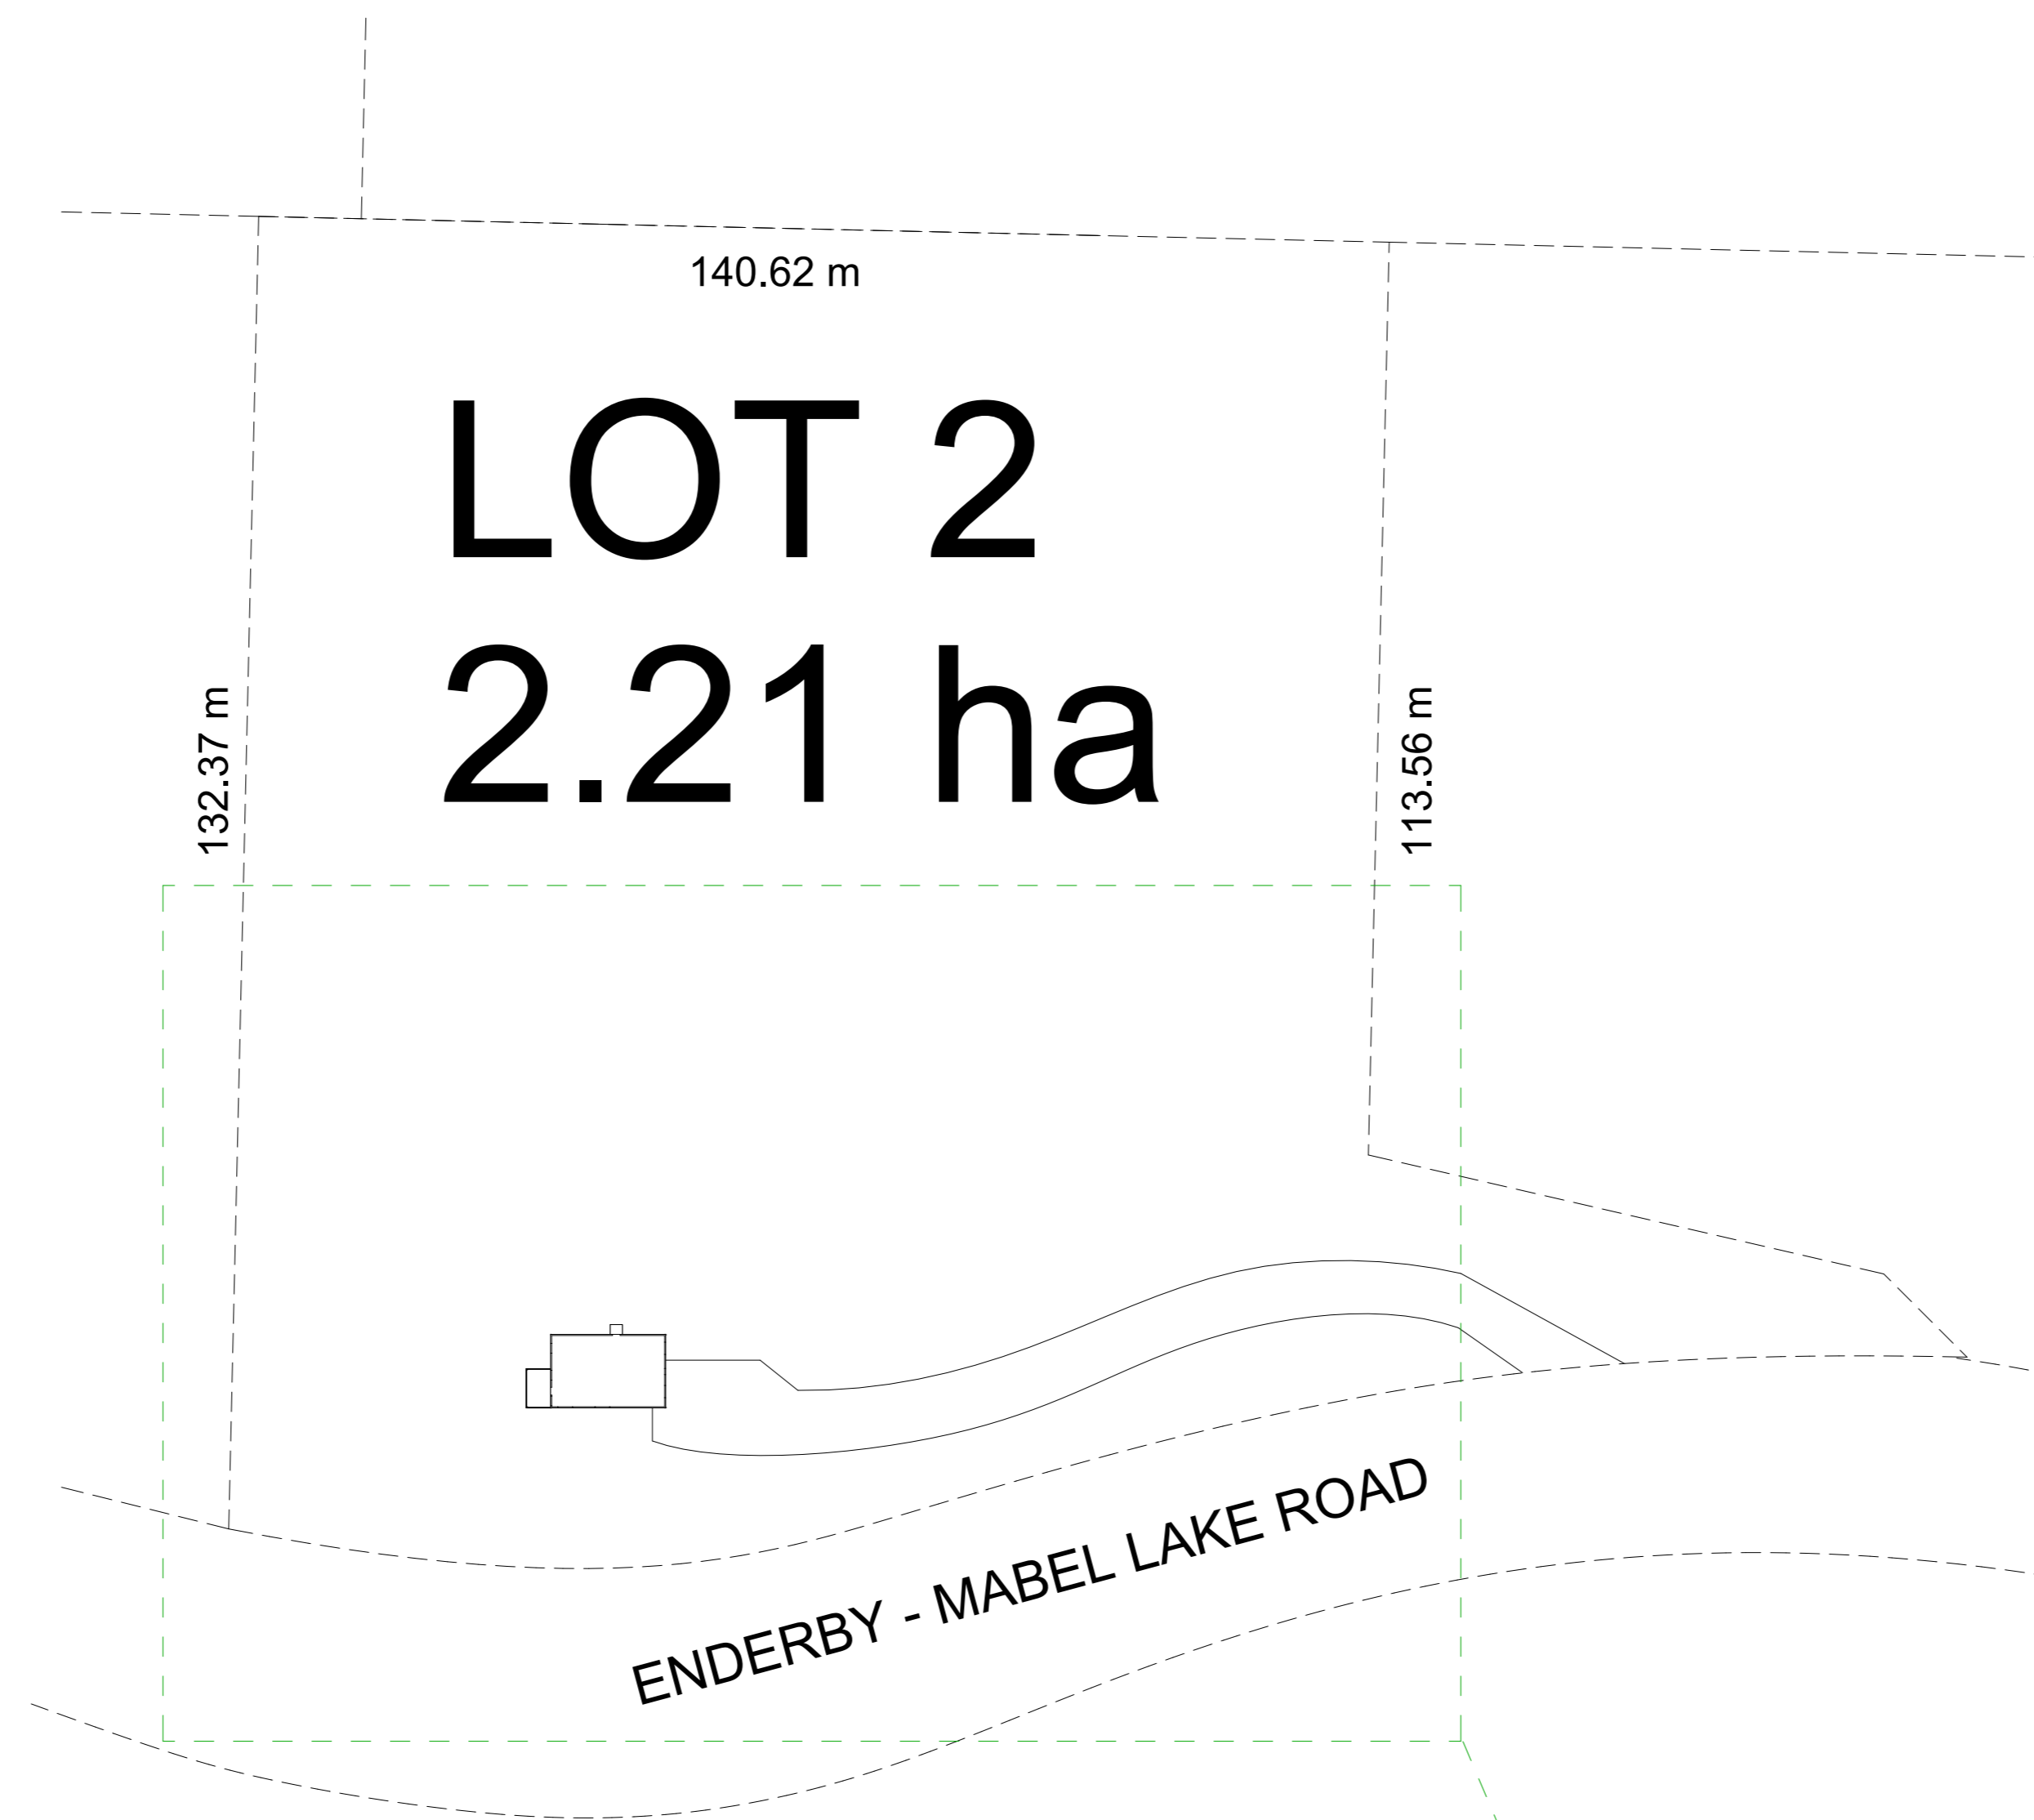 140.62 m
LOT 2
2.21 ha
132.37 m
113.56 m
ENDERBY - MABEL LAKE ROAD